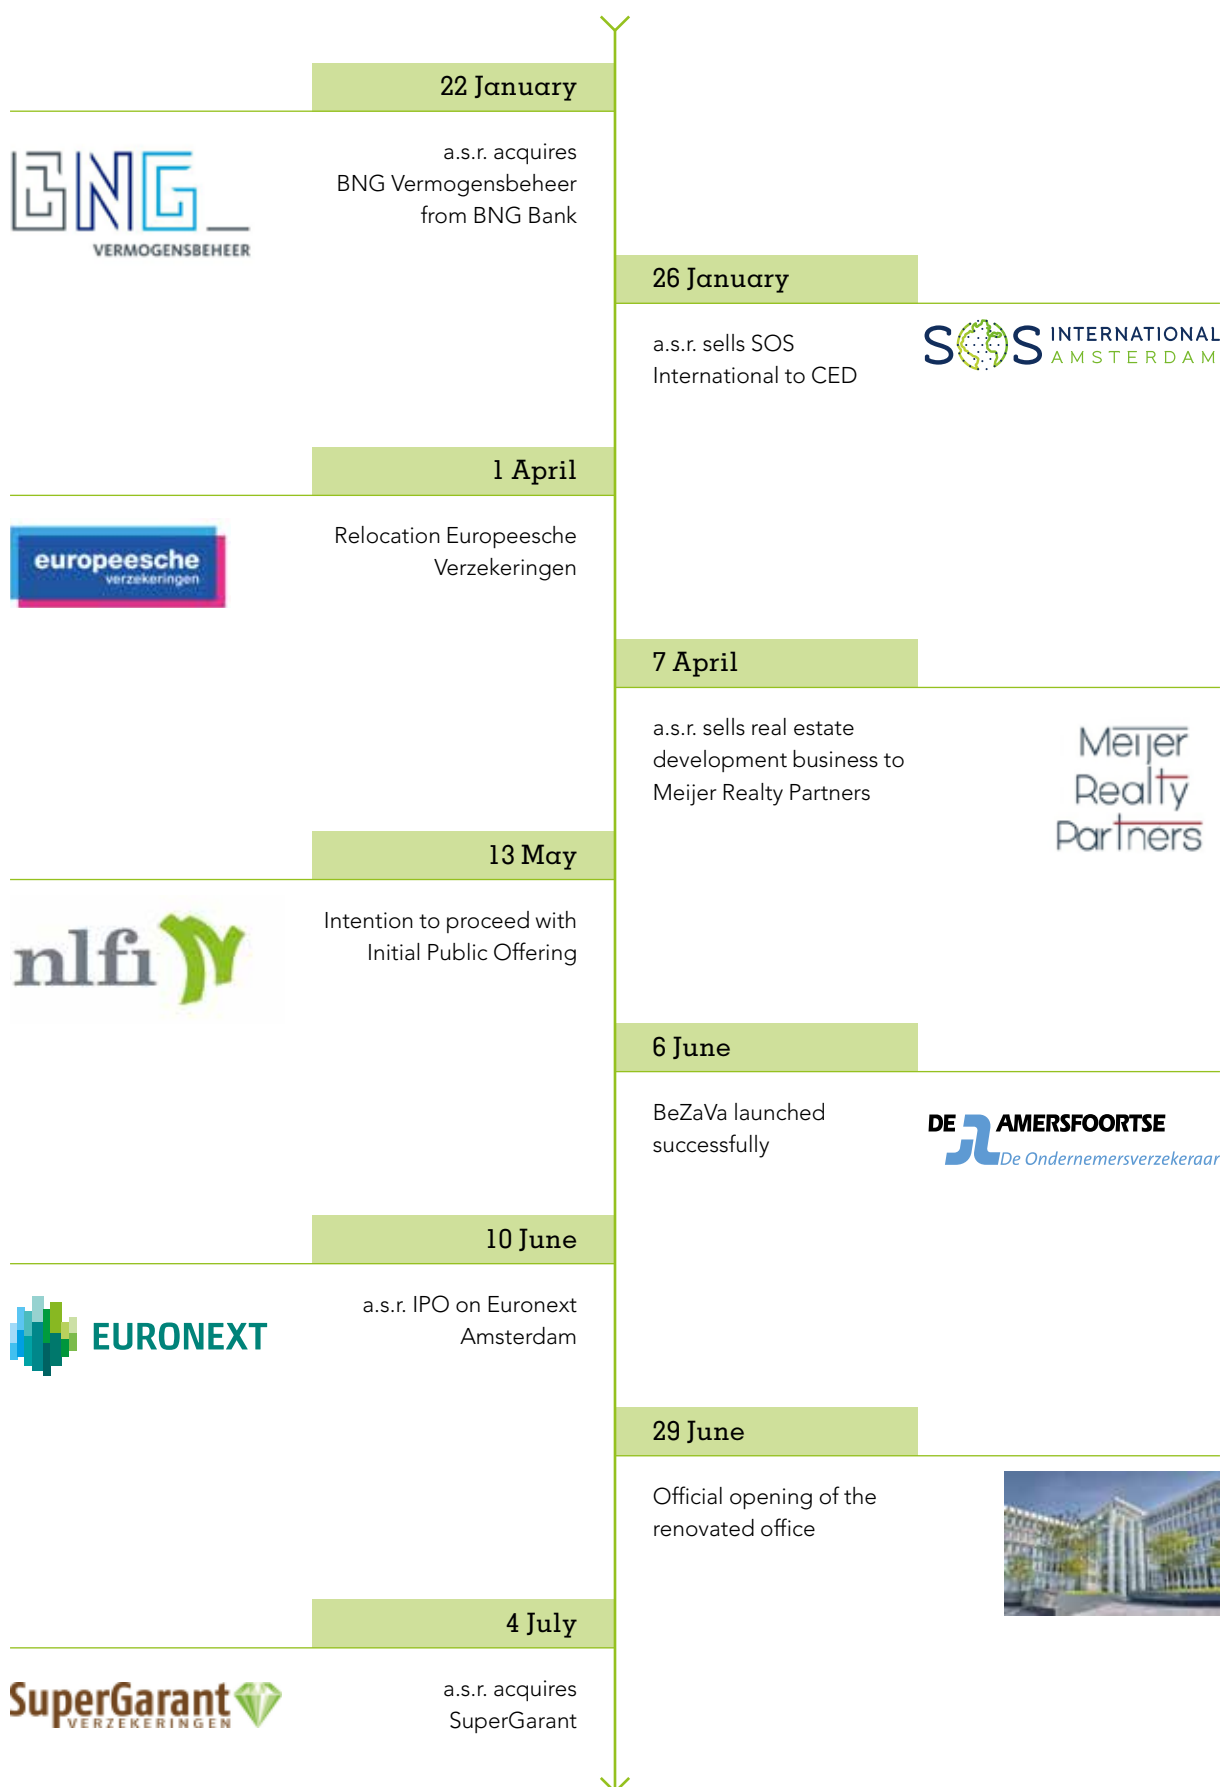 22 January
BNG
VERMOGENSBEHEER
a.s.r. acquires
BNG Vermogensbeheer
from BNG Bank
26 January
a.s.r. sells SOS
International to CED
SOS INTERNATIONAL
AMSTERDAM
1 April
europeesche
verzekeringen
Relocation Europeesche
Verzekeringen
7 April
a.s.r. sells real estate
development business to
Meijer Realty Partners
Meijer
Realty
Partners
13 May
nlfi
Intention to proceed with
Initial Public Offering
6 June
BeZaVa launched
successfully
DE AMERSFOORTSE
De Ondernemersverzekeraar
10 June
EURONEXT
a.s.r. IPO on Euronext
Amsterdam
29 June
Official opening of the
renovated office
4 July
SuperGarant
VERZEKERINGEN
a.s.r. acquires
SuperGarant